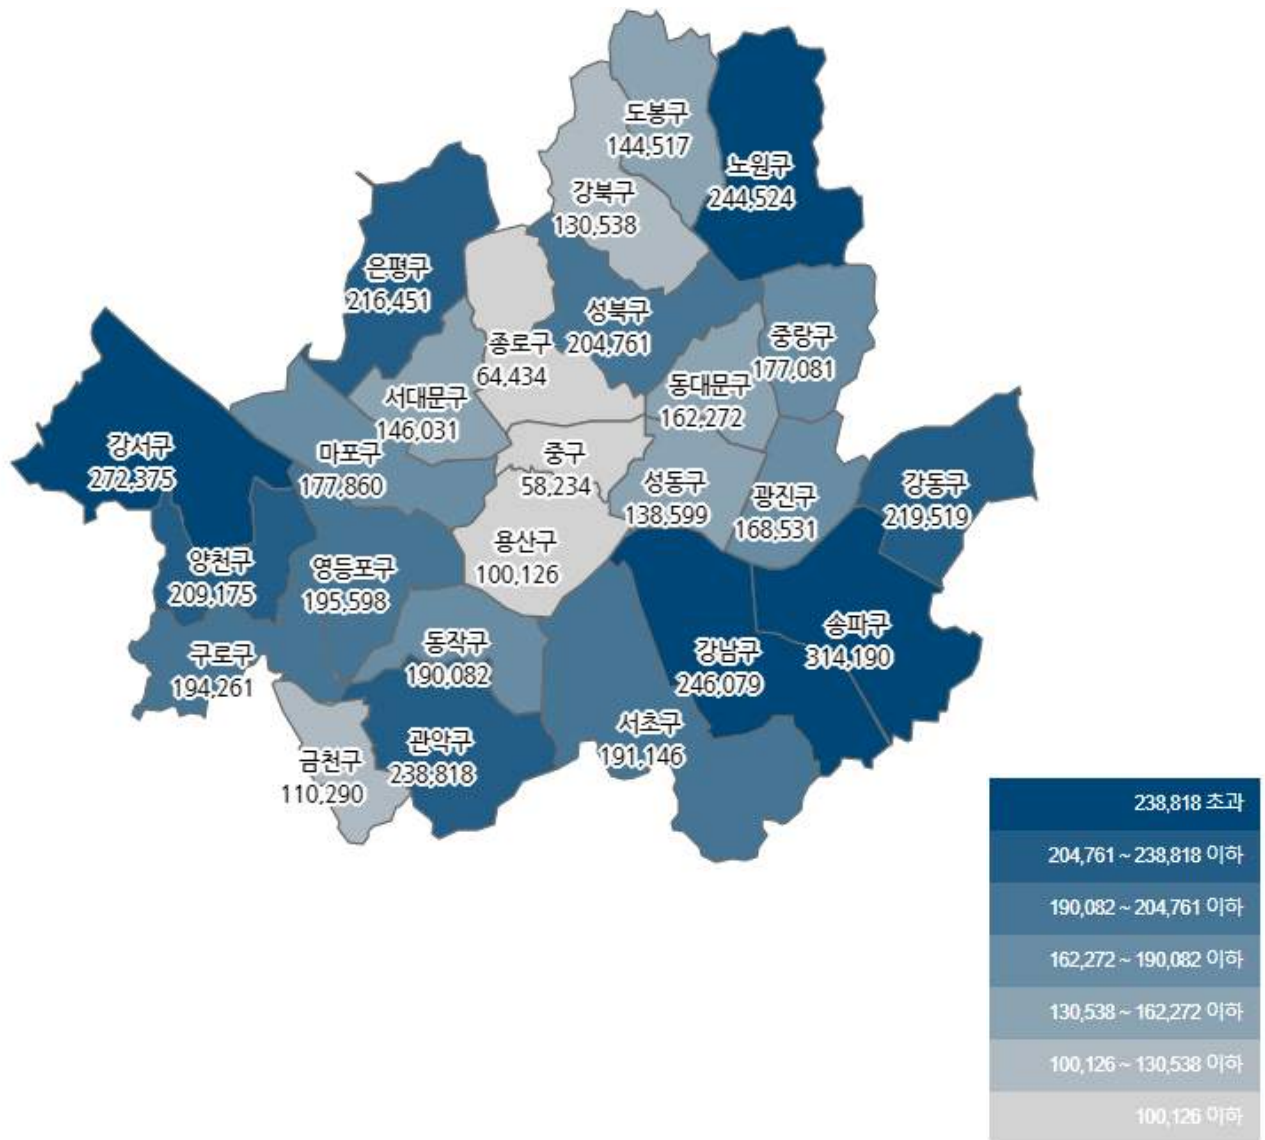 도봉구
144,517
노원구
244,524
강북구
130,538
은평구
216,451
성북구
204,761
종로구
64,434
중랑구
177,081
동대문구
162,272
서대문구
146,031
강서구
272,375
마포구
177,860
중구
58,234
성동구
138,599
광진구
168,531
강동구
219,519
용산구
100,126
양천구
209,175
영등포구
195,598
구로구
194,261
동작구
190,082
강남구
246,079
송파구
314,190
서초구
191,146
관악구
238,818
금천구
110,290
238,818 초과
204,761 ~ 238,818 이하
190,082 ~ 204,761 이하
162,272 ~ 190,082 이하
130,538 ~ 162,272 이하
100,126 ~ 130,538 이하
100,126 이하